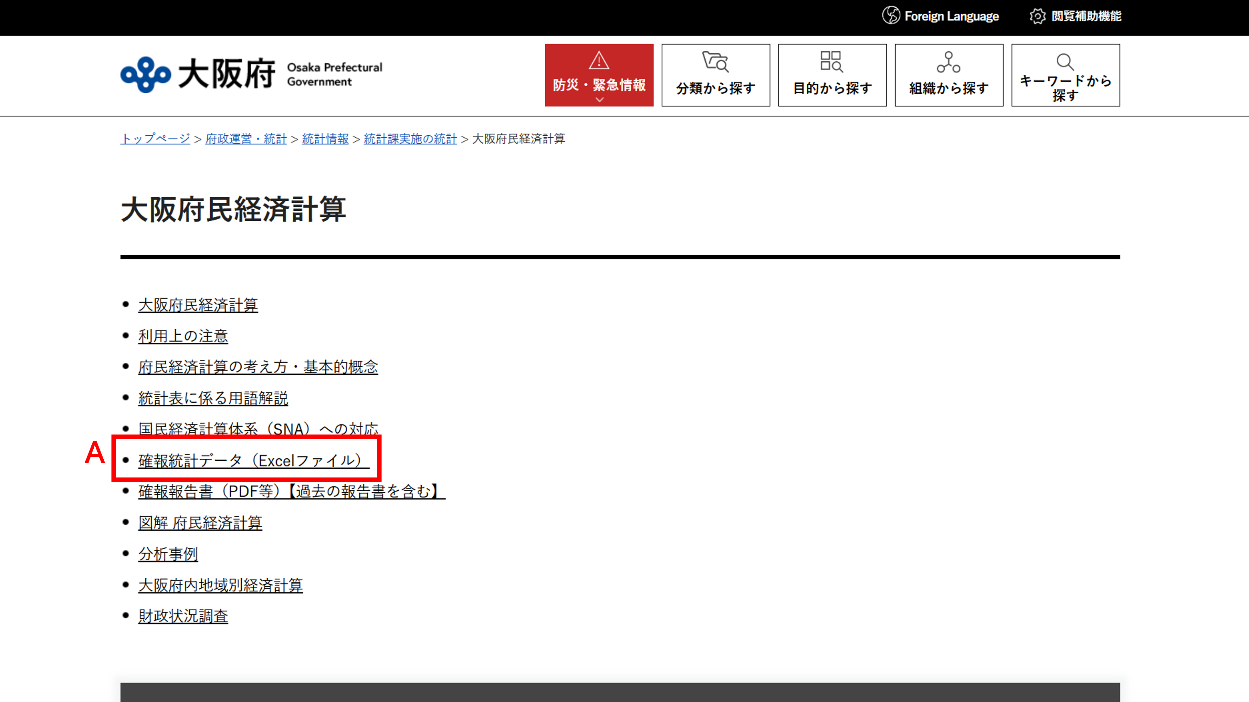 Foreign Language 閲覧補助機能
大阪府 Osaka Prefectural
Government
防災・緊急情報
分類から探す
目的から探す
組織から探す
キーワードから
探す
トップページ > 府政運営・統計 > 統計情報 > 統計課実施の統計 > 大阪府民経済計算
大阪府民経済計算
大阪府民経済計算
利用上の注意
府民経済計算の考え方・基本的概念
統計表に係る用語解説
国民経済計算体系（SNA）への対応
A
確報統計データ（Excelファイル）
確報報告書（PDF等）【過去の報告書を含む】
図解 府民経済計算
分析事例
大阪府内地域別経済計算
財政状況調査